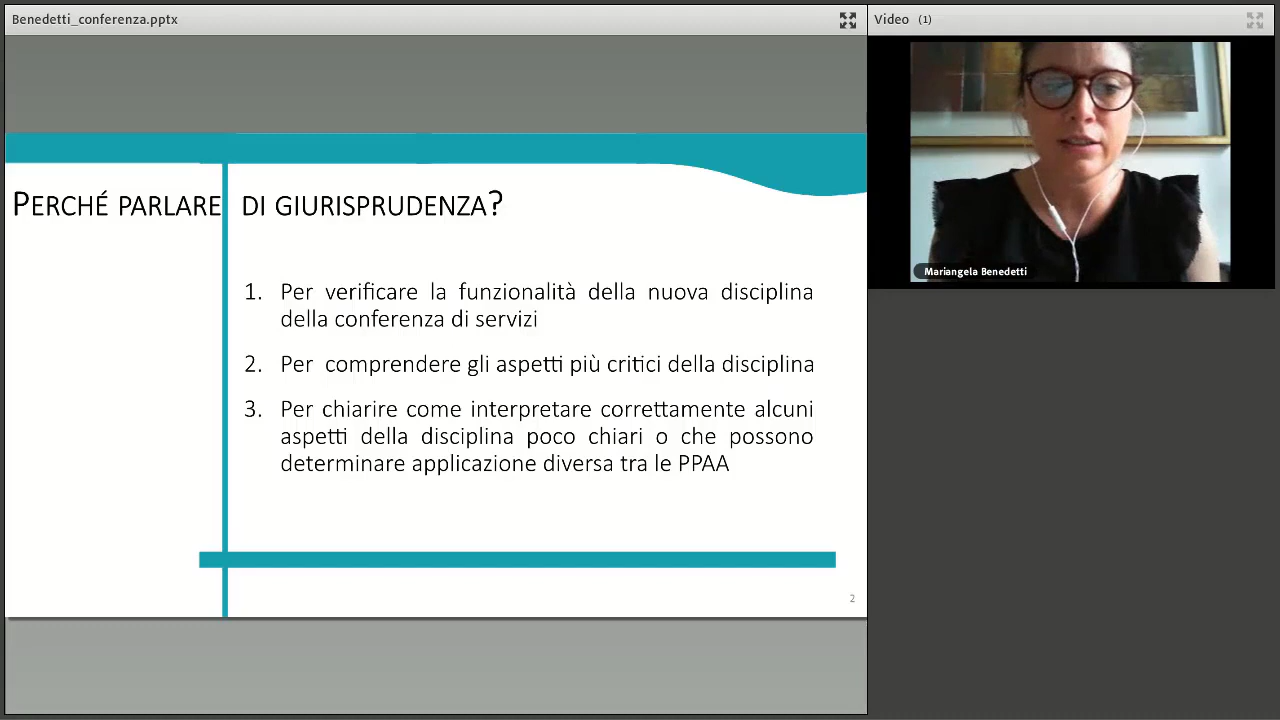 Benedetti_conferenza.pptx
Video (1)
PERCHÉ PARLARE DI GIURISPRUDENZA?
1. Per verificare la funzionalità della nuova disciplina
della conferenza di servizi
2. Per comprendere gli aspetti più critici della disciplina
3. Per chiarire come interpretare correttamente alcuni
aspetti della disciplina poco chiari o che possono
determinare applicazione diversa tra le PPAA
2
Mariangela Benedetti